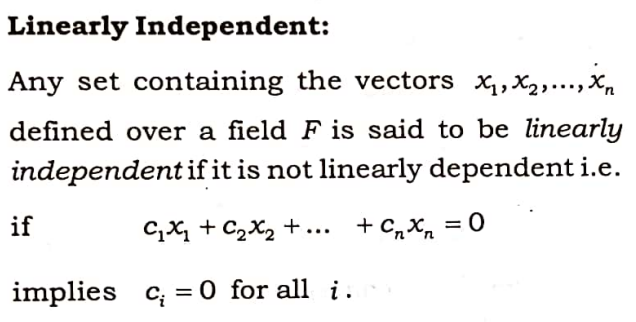 Linearly Independent:
Any set containing the vectors x₁, x₂,..., xₙ
defined over a field F is said to be linearly
independent if it is not linearly dependent i.e.
if c₁x₁ + c₂x₂ + ... + cₙxₙ = 0
implies cᵢ = 0 for all i.